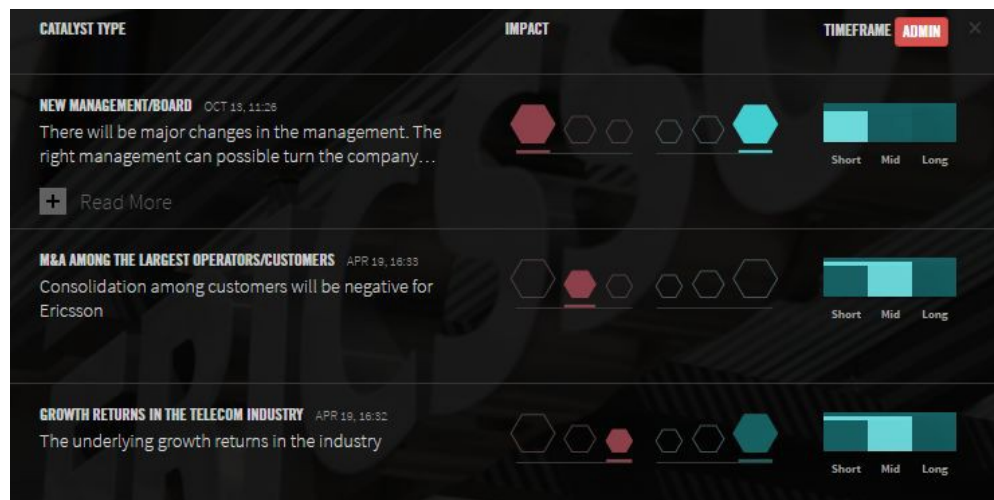 CATALYST TYPE IMPACT TIMEFRAME ADMIN
NEW MANAGEMENT/BOARD OCT 13, 11:26
There will be major changes in the management. The
right management can possible turn the company...
Short Mid Long
+ Read More
M&A AMONG THE LARGEST OPERATORS/CUSTOMERS APR 19, 16:33
Consolidation among customers will be negative for
Ericsson
Short Mid Long
GROWTH RETURNS IN THE TELECOM INDUSTRY APR 19, 16:32
The underlying growth returns in the industry
Short Mid Long
ERICSSON